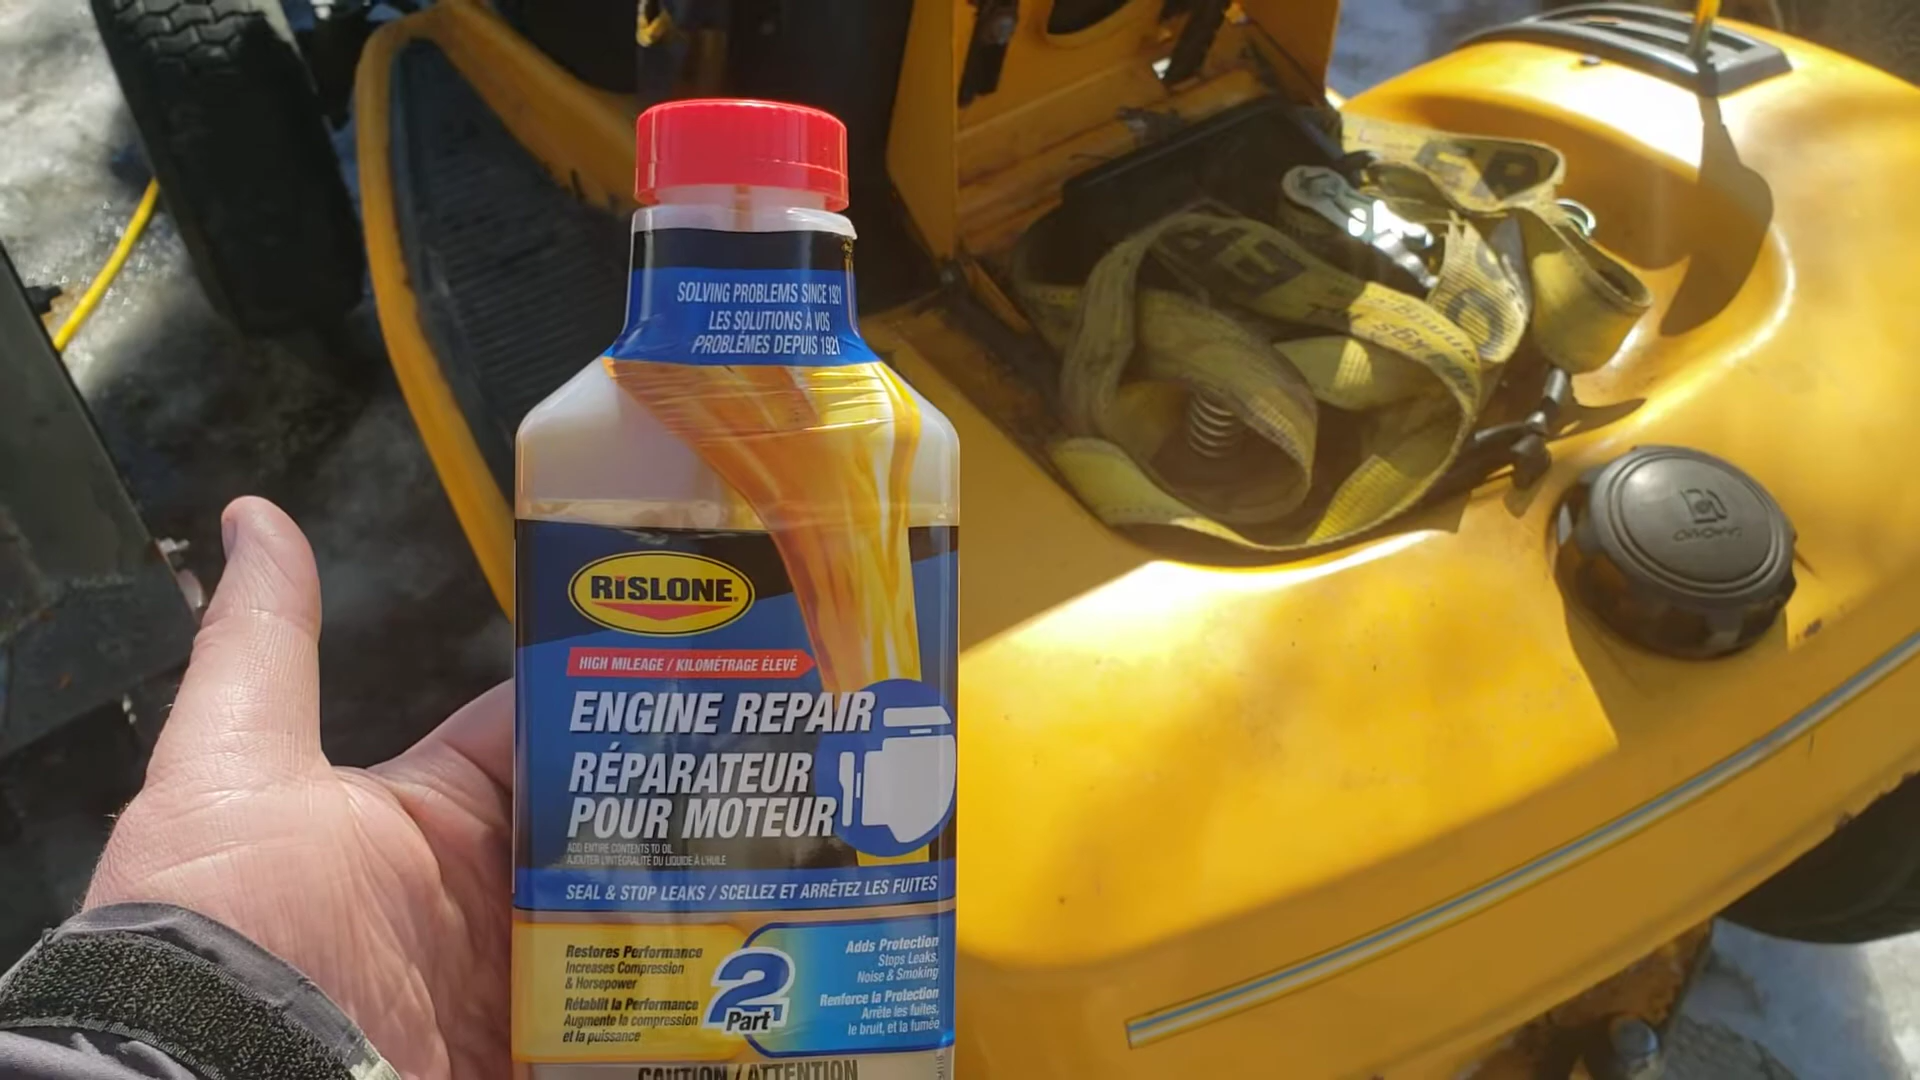 SOLVING PROBLEMS SINCE 1921
LES SOLUTIONS À VOS
PROBLÈMES DEPUIS 1921
RISLONE
HIGH MILEAGE / KILOMÉTRAGE ÉLEVÉ
ENGINE REPAIR
RÉPARATEUR
POUR MOTEUR
ADD ENTIRE CONTENTS TO OIL
AJOUTER L'INTÉGRALITÉ DU LIQUIDE À L'HUILE
SEAL & STOP LEAKS / SCELLEZ ET ARRÊTEZ LES FUITES
Restores Performance
Increases Compression
& Horsepower
Rétablit la Performance
Augmente la compression
et la puissance
2
Part
Adds Protection
Stops Leaks,
Noise & Smoking
Renforce la Protection
Arrête les fuites,
le bruit, et la fumée
CAUTION / ATTENTION